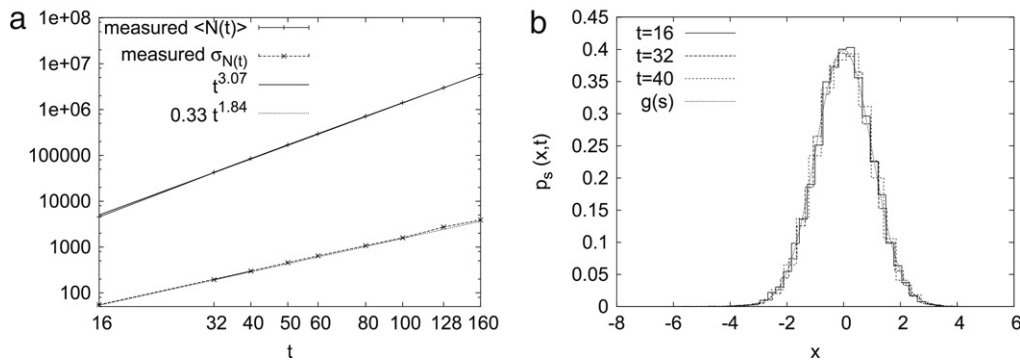 a
1e+08
1e+07
1e+06
100000
10000
1000
100
measured <N(t)>
measured σN(t)
t^3.07
0.33 t^1.84
16 32 40 50 60 80 100 128 160
t
b
0.45
0.4
0.35
0.3
0.25
0.2
0.15
0.1
0.05
0
ps (x,t)
t=16
t=32
t=40
g(s)
-8 -6 -4 -2 0 2 4 6
x